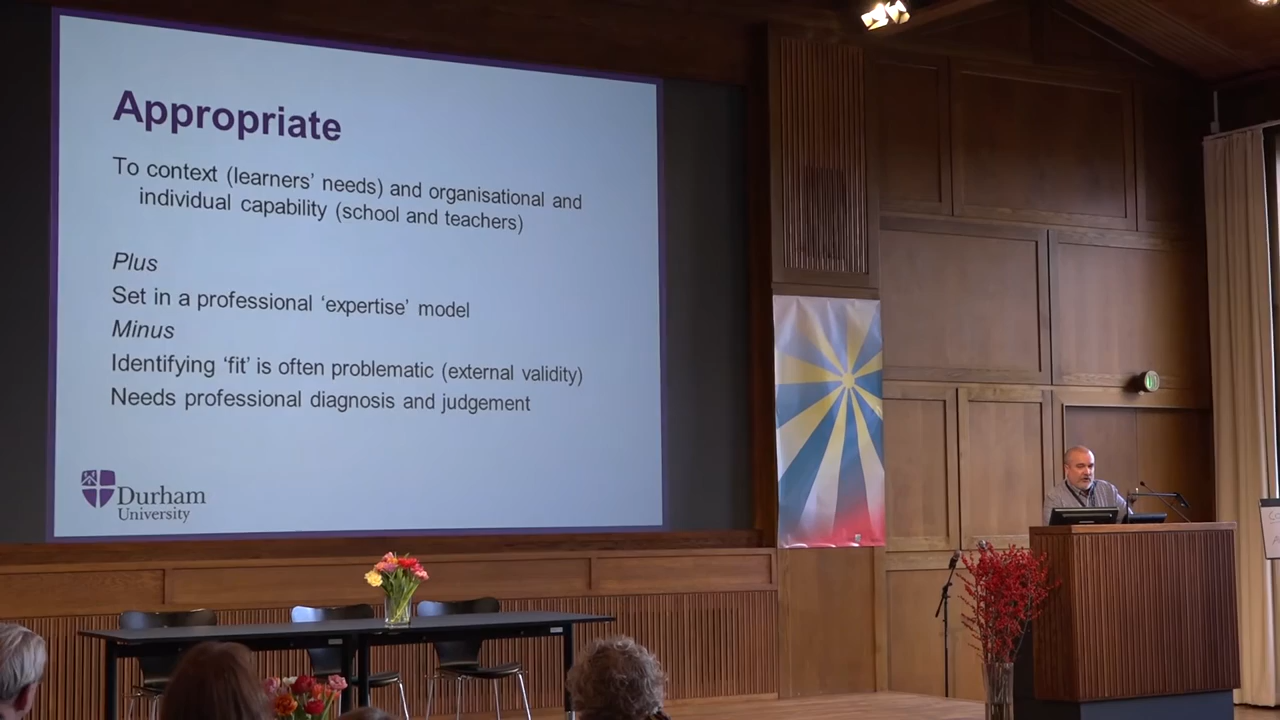 Appropriate
To context (learners' needs) and organisational and
individual capability (school and teachers)
Plus
Set in a professional 'expertise' model
Minus
Identifying 'fit' is often problematic (external validity)
Needs professional diagnosis and judgement
Durham
University